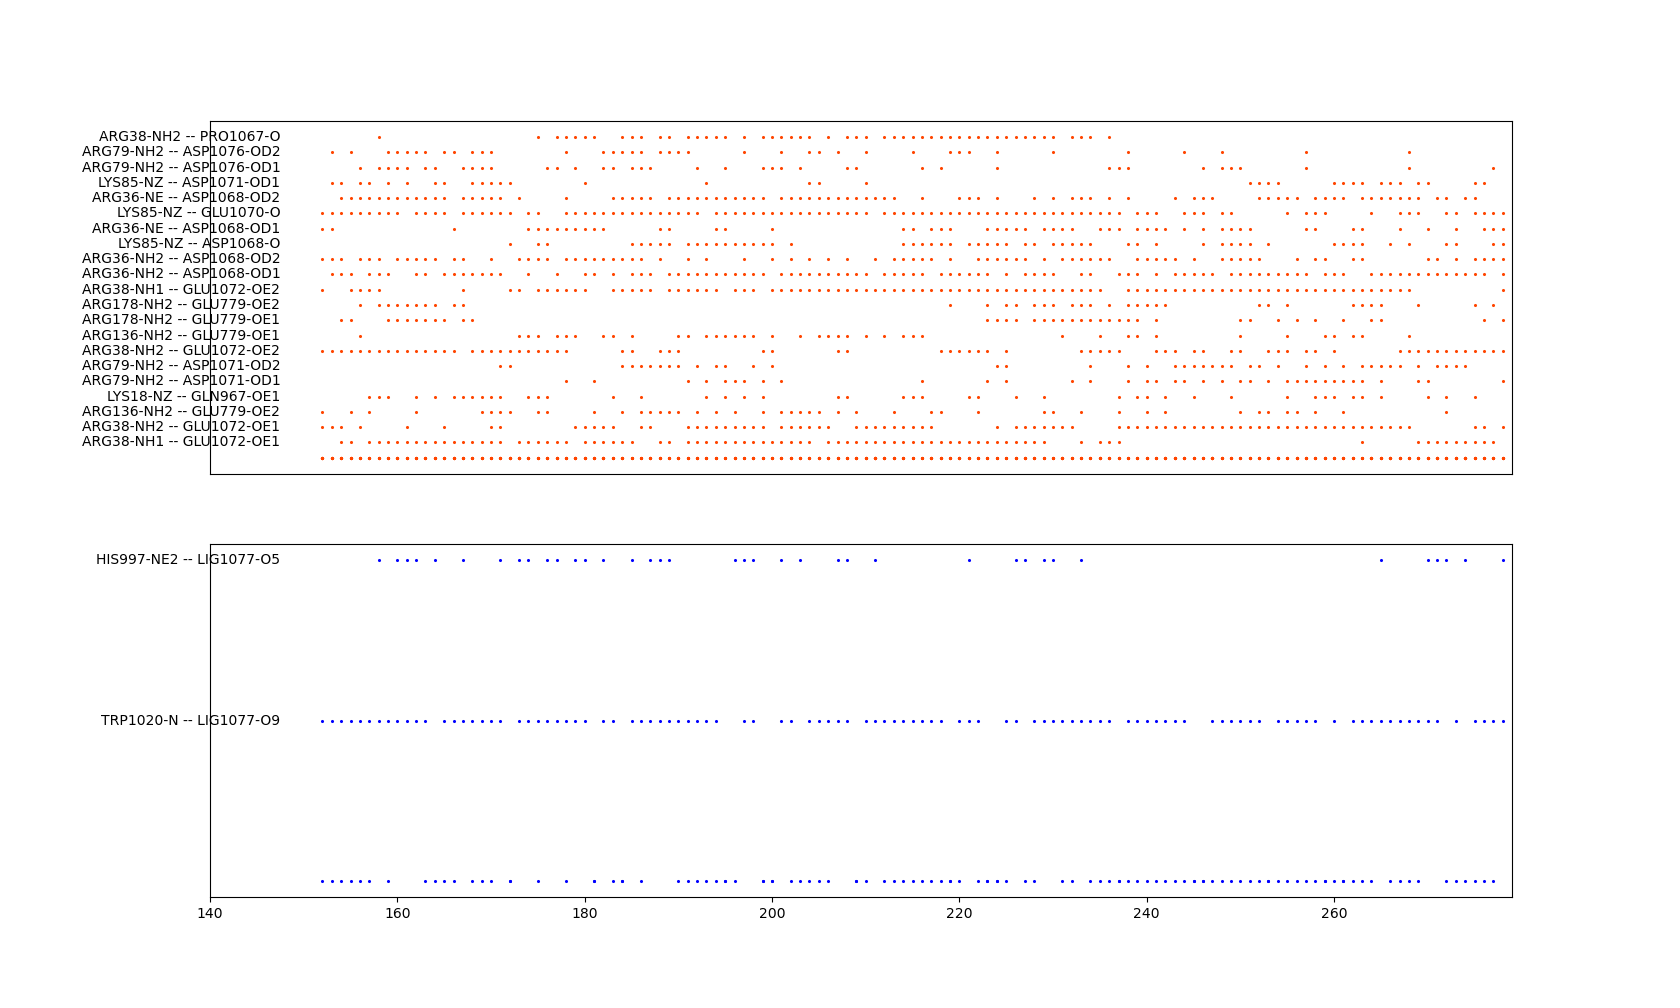 ARG38-NH2 -- PRO1067-O
ARG79-NH2 -- ASP1076-OD2
ARG79-NH2 -- ASP1076-OD1
LYS85-NZ -- ASP1071-OD1
ARG36-NE -- ASP1068-OD2
LYS85-NZ -- GLU1070-O
ARG36-NE -- ASP1068-OD1
LYS85-NZ -- ASP1068-O
ARG36-NH2 -- ASP1068-OD2
ARG36-NH2 -- ASP1068-OD1
ARG38-NH1 -- GLU1072-OE2
ARG178-NH2 -- GLU779-OE2
ARG178-NH2 -- GLU779-OE1
ARG136-NH2 -- GLU779-OE1
ARG38-NH2 -- GLU1072-OE2
ARG79-NH2 -- ASP1071-OD2
ARG79-NH2 -- ASP1071-OD1
LYS18-NZ -- GLN967-OE1
ARG136-NH2 -- GLU779-OE2
ARG38-NH2 -- GLU1072-OE1
ARG38-NH1 -- GLU1072-OE1
HIS997-NE2 -- LIG1077-O5
TRP1020-N -- LIG1077-O9
140 160 180 200 220 240 260